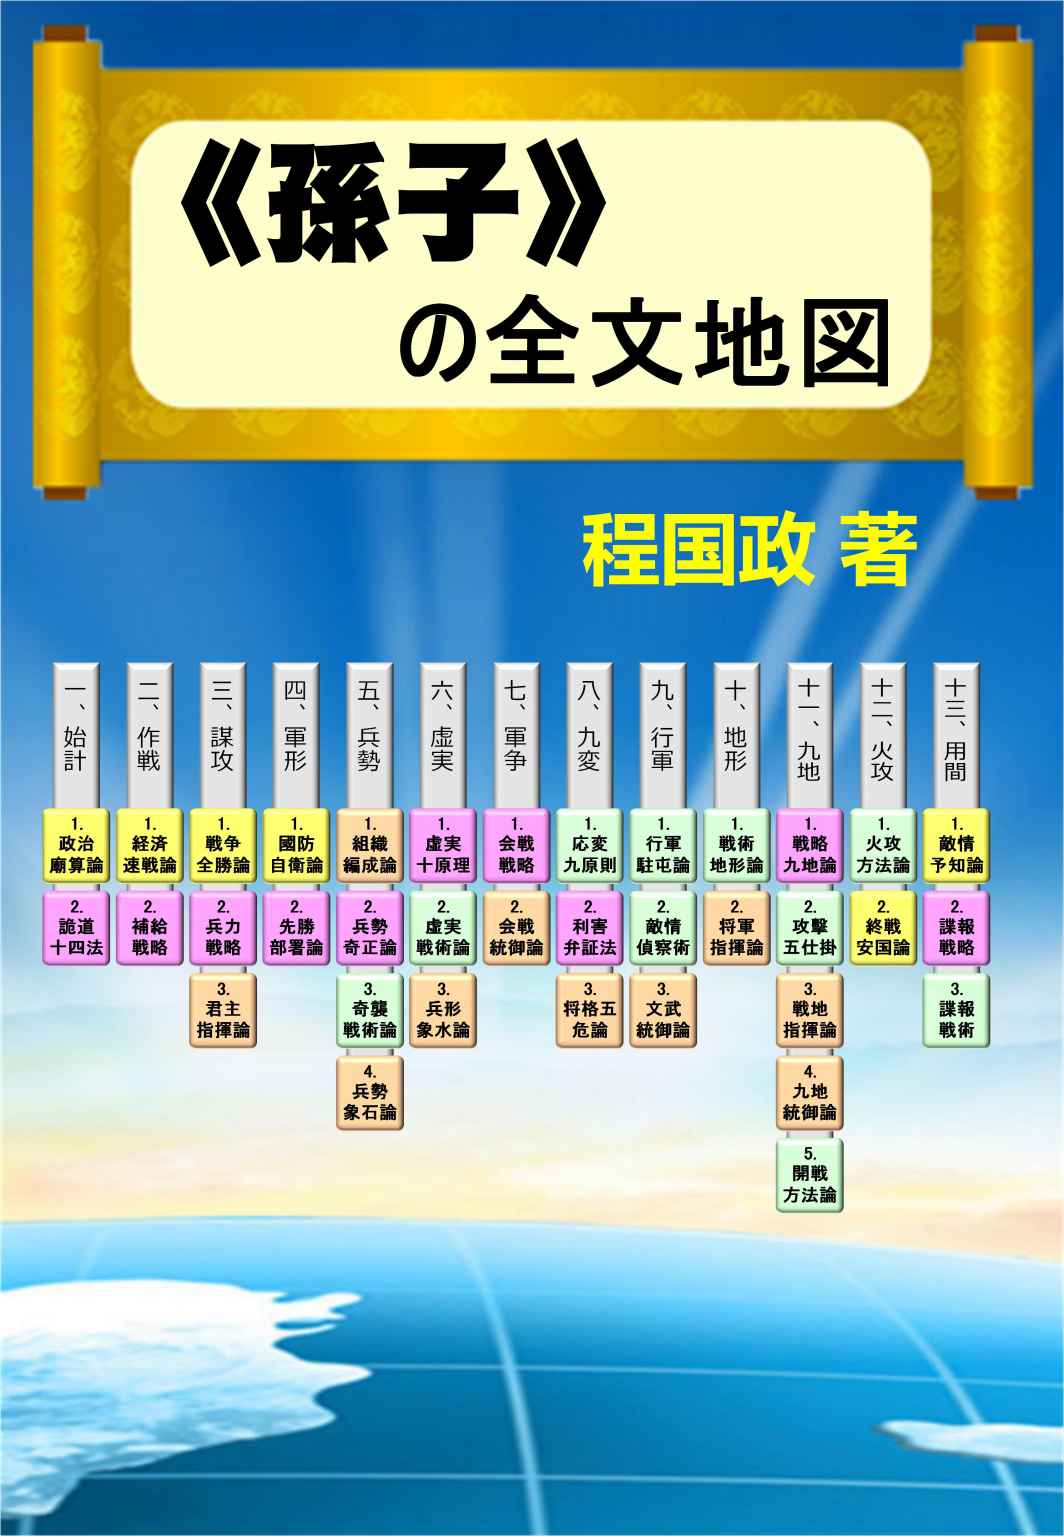 《孫子》
の全文地図
程国政 著
一、始計
1.
政治
廟算論
2.
詭道
十四法
二、作戦
1.
経済
速戦論
2.
補給
戦略
三、謀攻
1.
戦争
全勝論
2.
兵力
戦略
3.
君主
指揮論
四、軍形
1.
國防
自衛論
2.
先勝
部署論
五、兵勢
1.
組織
編成論
2.
兵勢
奇正論
3.
奇襲
戦術論
4.
兵勢
象石論
六、虚実
1.
虚実
十原理
2.
虚実
戦術論
3.
兵形
象水論
七、軍争
1.
会戦
戦略
2.
会戦
統御論
八、九変
1.
応変
九原則
2.
利害
弁証法
3.
将格五
危論
九、行軍
1.
行軍
駐屯論
2.
敵情
偵察術
3.
文武
統御論
十、地形
1.
戦術
地形論
2.
将軍
指揮論
十一、九地
1.
戦略
九地論
2.
攻撃
五仕掛
3.
戦地
指揮論
4.
九地
統御論
5.
開戦
方法論
十二、火攻
1.
火攻
方法論
2.
終戦
安国論
十三、用間
1.
敵情
予知論
2.
諜報
戦略
3.
諜報
戦術